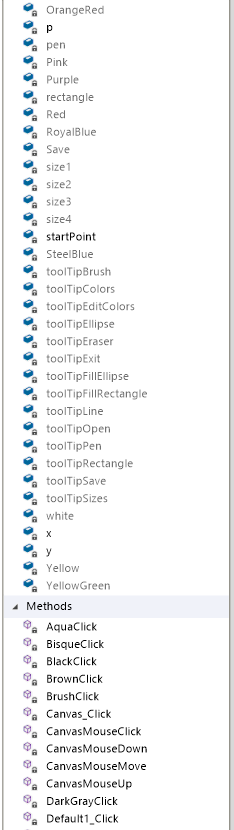 OrangeRed
p
pen
Pink
Purple
rectangle
Red
RoyalBlue
Save
size1
size2
size3
size4
startPoint
SteelBlue
toolTipBrush
toolTipColors
toolTipEditColors
toolTipEllipse
toolTipEraser
toolTipExit
toolTipFillEllipse
toolTipFillRectangle
toolTipLine
toolTipOpen
toolTipPen
toolTipRectangle
toolTipSave
toolTipSizes
white
x
y
Yellow
YellowGreen
Methods
AquaClick
BisqueClick
BlackClick
BrownClick
BrushClick
Canvas_Click
CanvasMouseClick
CanvasMouseDown
CanvasMouseMove
CanvasMouseUp
DarkGrayClick
Default1_Click